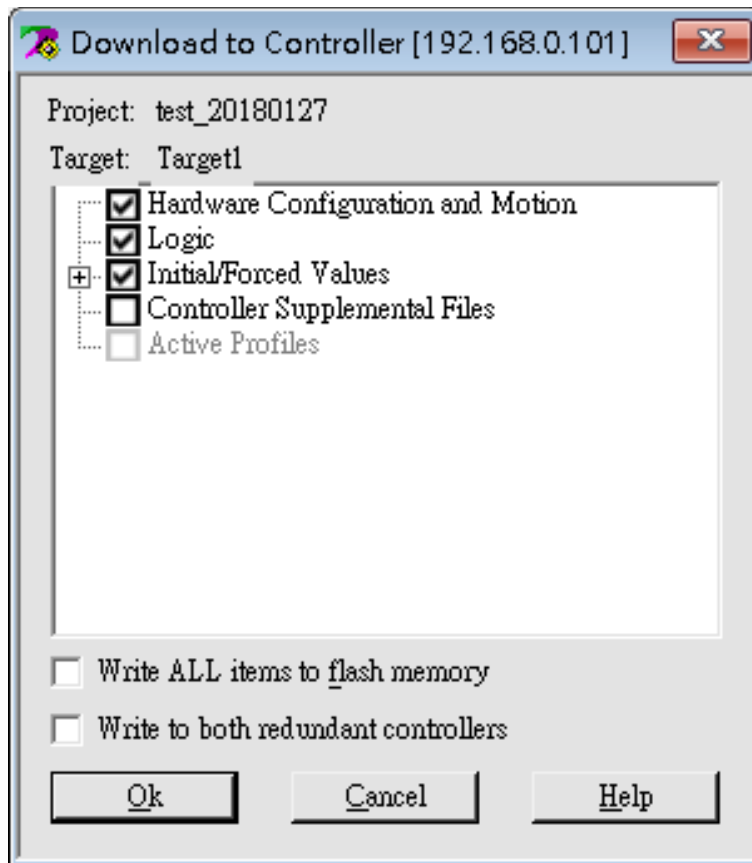 Download to Controller [192.168.0.101]
Project: test_20180127
Target: Target1
Hardware Configuration and Motion
Logic
Initial/Forced Values
Controller Supplemental Files
Active Profiles
Write ALL items to flash memory
Write to both redundant controllers
Ok Cancel Help